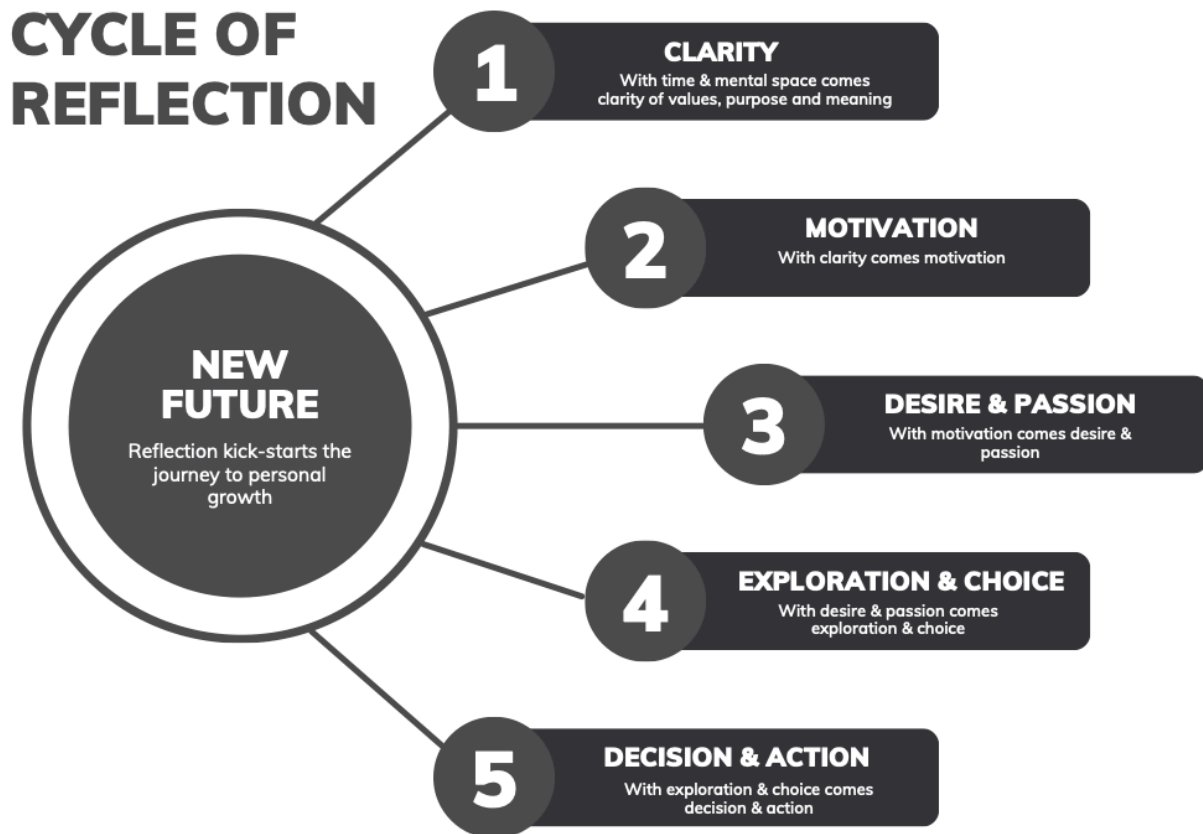 CYCLE OF
REFLECTION
NEW
FUTURE
Reflection kick-starts the
journey to personal
growth
1
CLARITY
With time & mental space comes
clarity of values, purpose and meaning
2
MOTIVATION
With clarity comes motivation
3
DESIRE & PASSION
With motivation comes desire &
passion
4
EXPLORATION & CHOICE
With desire & passion comes
exploration & choice
5
DECISION & ACTION
With exploration & choice comes
decision & action